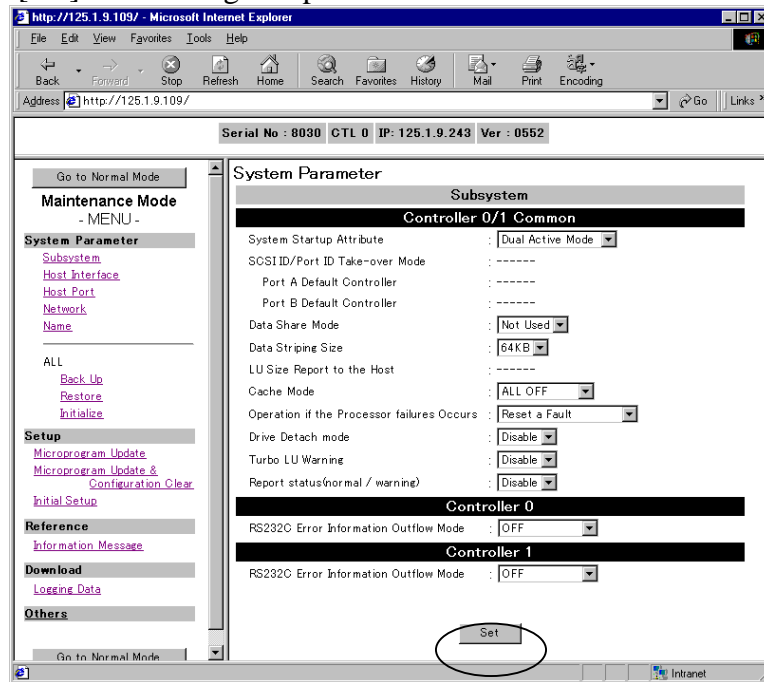 http://125.1.9.109/ - Microsoft Internet Explorer
File Edit View Favorites Tools Help
Back Forward Stop Refresh Home Search Favorites History Mail Print Encoding
Address http://125.1.9.109/ Go Links »
Serial No : 8030 CTL 0 IP: 125.1.9.243 Ver : 0552
Go to Normal Mode
Maintenance Mode
- MENU -
System Parameter
Subsystem
Host Interface
Host Port
Network
Name
ALL
Back Up
Restore
Initialize
Setup
Microprogram Update
Microprogram Update &
Configuration Clear
Initial Setup
Reference
Information Message
Download
Logging Data
Others
Go to Normal Mode
System Parameter
Subsystem
Controller 0/1 Common
System Startup Attribute : Dual Active Mode
SCSI ID/Port ID Take-over Mode : ------
Port A Default Controller : ------
Port B Default Controller : ------
Data Share Mode : Not Used
Data Striping Size : 64KB
LU Size Report to the Host : ------
Cache Mode : ALL OFF
Operation if the Processor failures Occurs : Reset a Fault
Drive Detach mode : Disable
Turbo LU Warning : Disable
Report status(normal / warning) : Disable
Controller 0
RS232C Error Information Outflow Mode : OFF
Controller 1
RS232C Error Information Outflow Mode : OFF
Set
Intranet